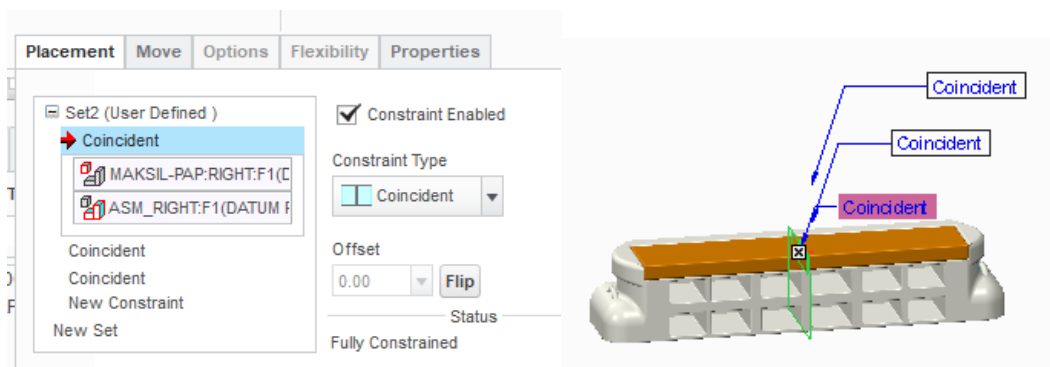 Placement Move Options Flexibility Properties
Set2 (User Defined )
Coincident
MAKSIL-PAP:RIGHT:F1(D
ASM_RIGHT:F1(DATUM F
Coincident
Coincident
New Constraint
New Set
Constraint Enabled
Constraint Type
Coincident
Offset
0.00 Flip
Status
Fully Constrained
Coincident
Coincident
Coincident